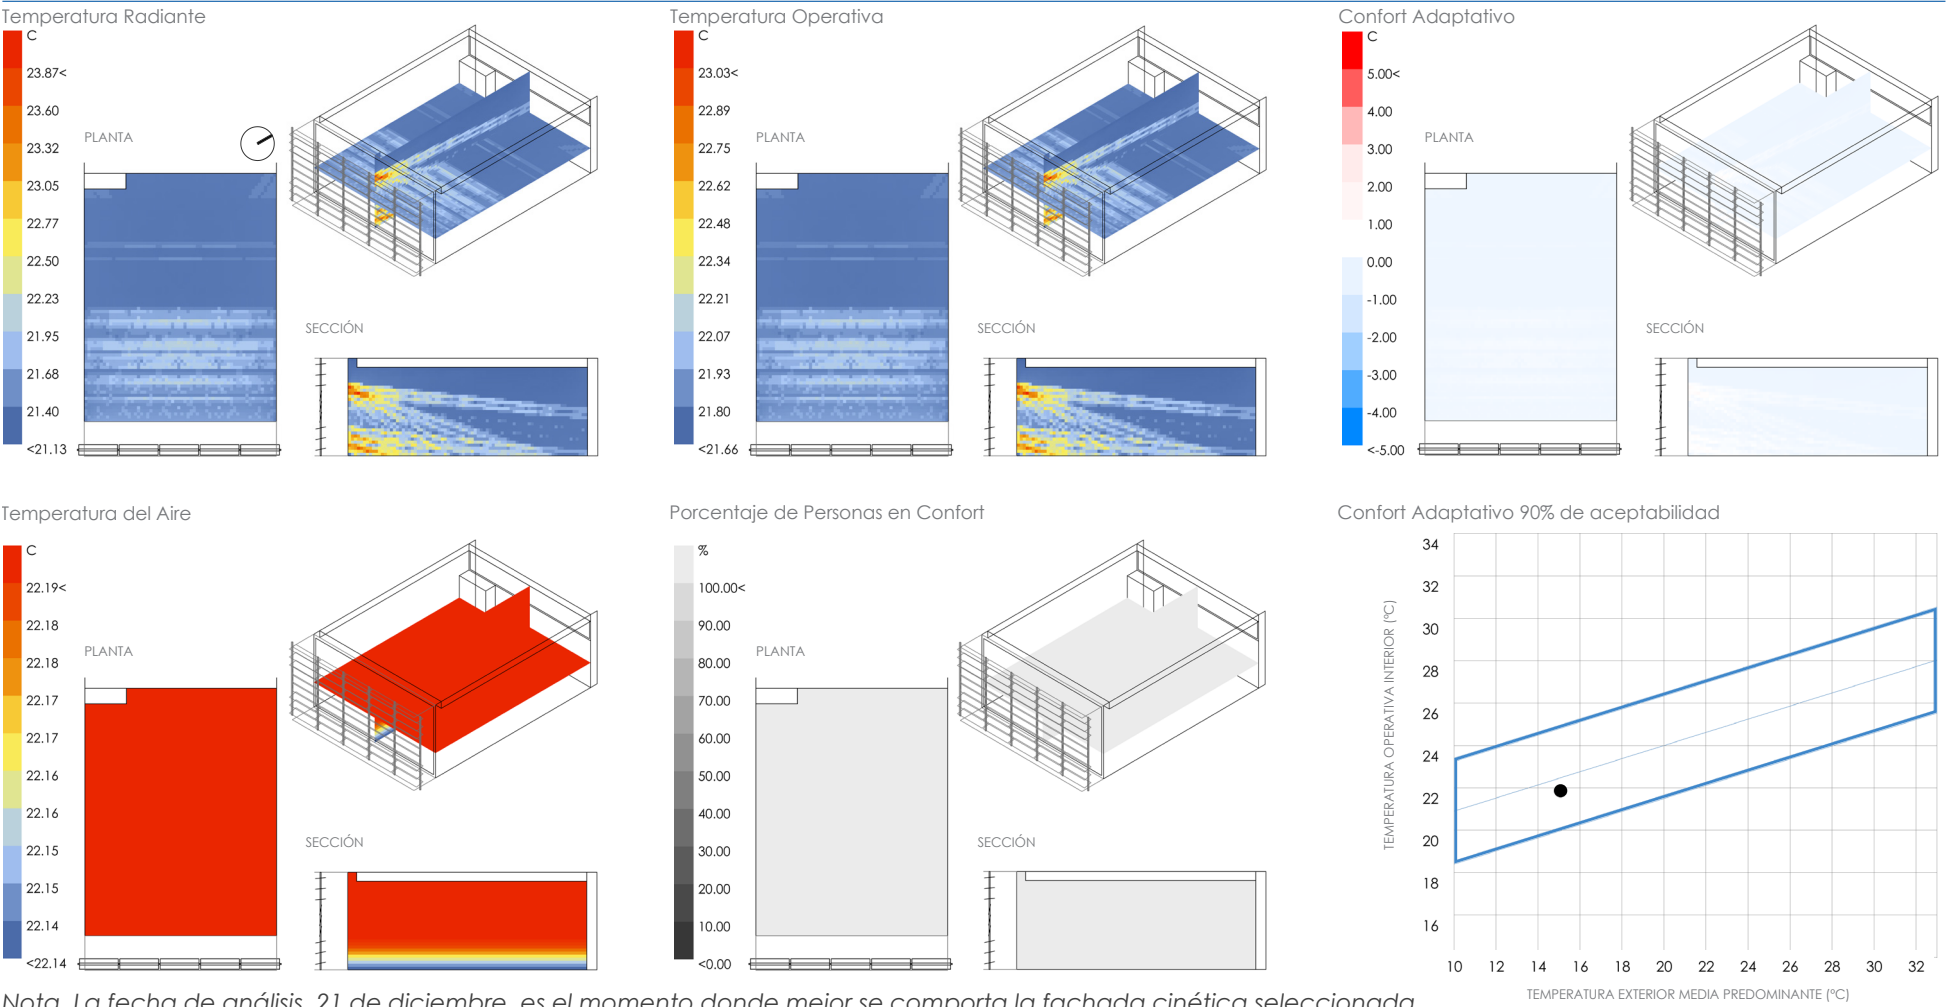 Temperatura Radiante
C
23.87<
23.60
23.32
23.05
22.77
22.50
22.23
21.95
21.68
21.40
<21.13
PLANTA
SECCIÓN
Temperatura Operativa
C
23.03<
22.89
22.75
22.62
22.48
22.34
22.21
22.07
21.93
21.80
<21.66
PLANTA
SECCIÓN
Confort Adaptativo
C
5.00<
4.00
3.00
2.00
1.00
0.00
-1.00
-2.00
-3.00
-4.00
<-5.00
PLANTA
SECCIÓN
Temperatura del Aire
C
22.19<
22.18
22.18
22.17
22.17
22.16
22.16
22.15
22.15
22.14
<22.14
PLANTA
SECCIÓN
Porcentaje de Personas en Confort
%
100.00<
90.00
80.00
70.00
60.00
50.00
40.00
30.00
20.00
10.00
<0.00
PLANTA
SECCIÓN
Confort Adaptativo 90% de aceptabilidad
TEMPERATURA OPERATIVA INTERIOR (ºC)
34
32
30
28
26
24
22
20
18
16
10 12 14 16 18 20 22 24 26 28 30 32
TEMPERATURA EXTERIOR MEDIA PREDOMINANTE (ºC)
Nota. La fecha de análisis, 21 de diciembre, es el momento donde mejor se comporta la fachada cinética seleccionada